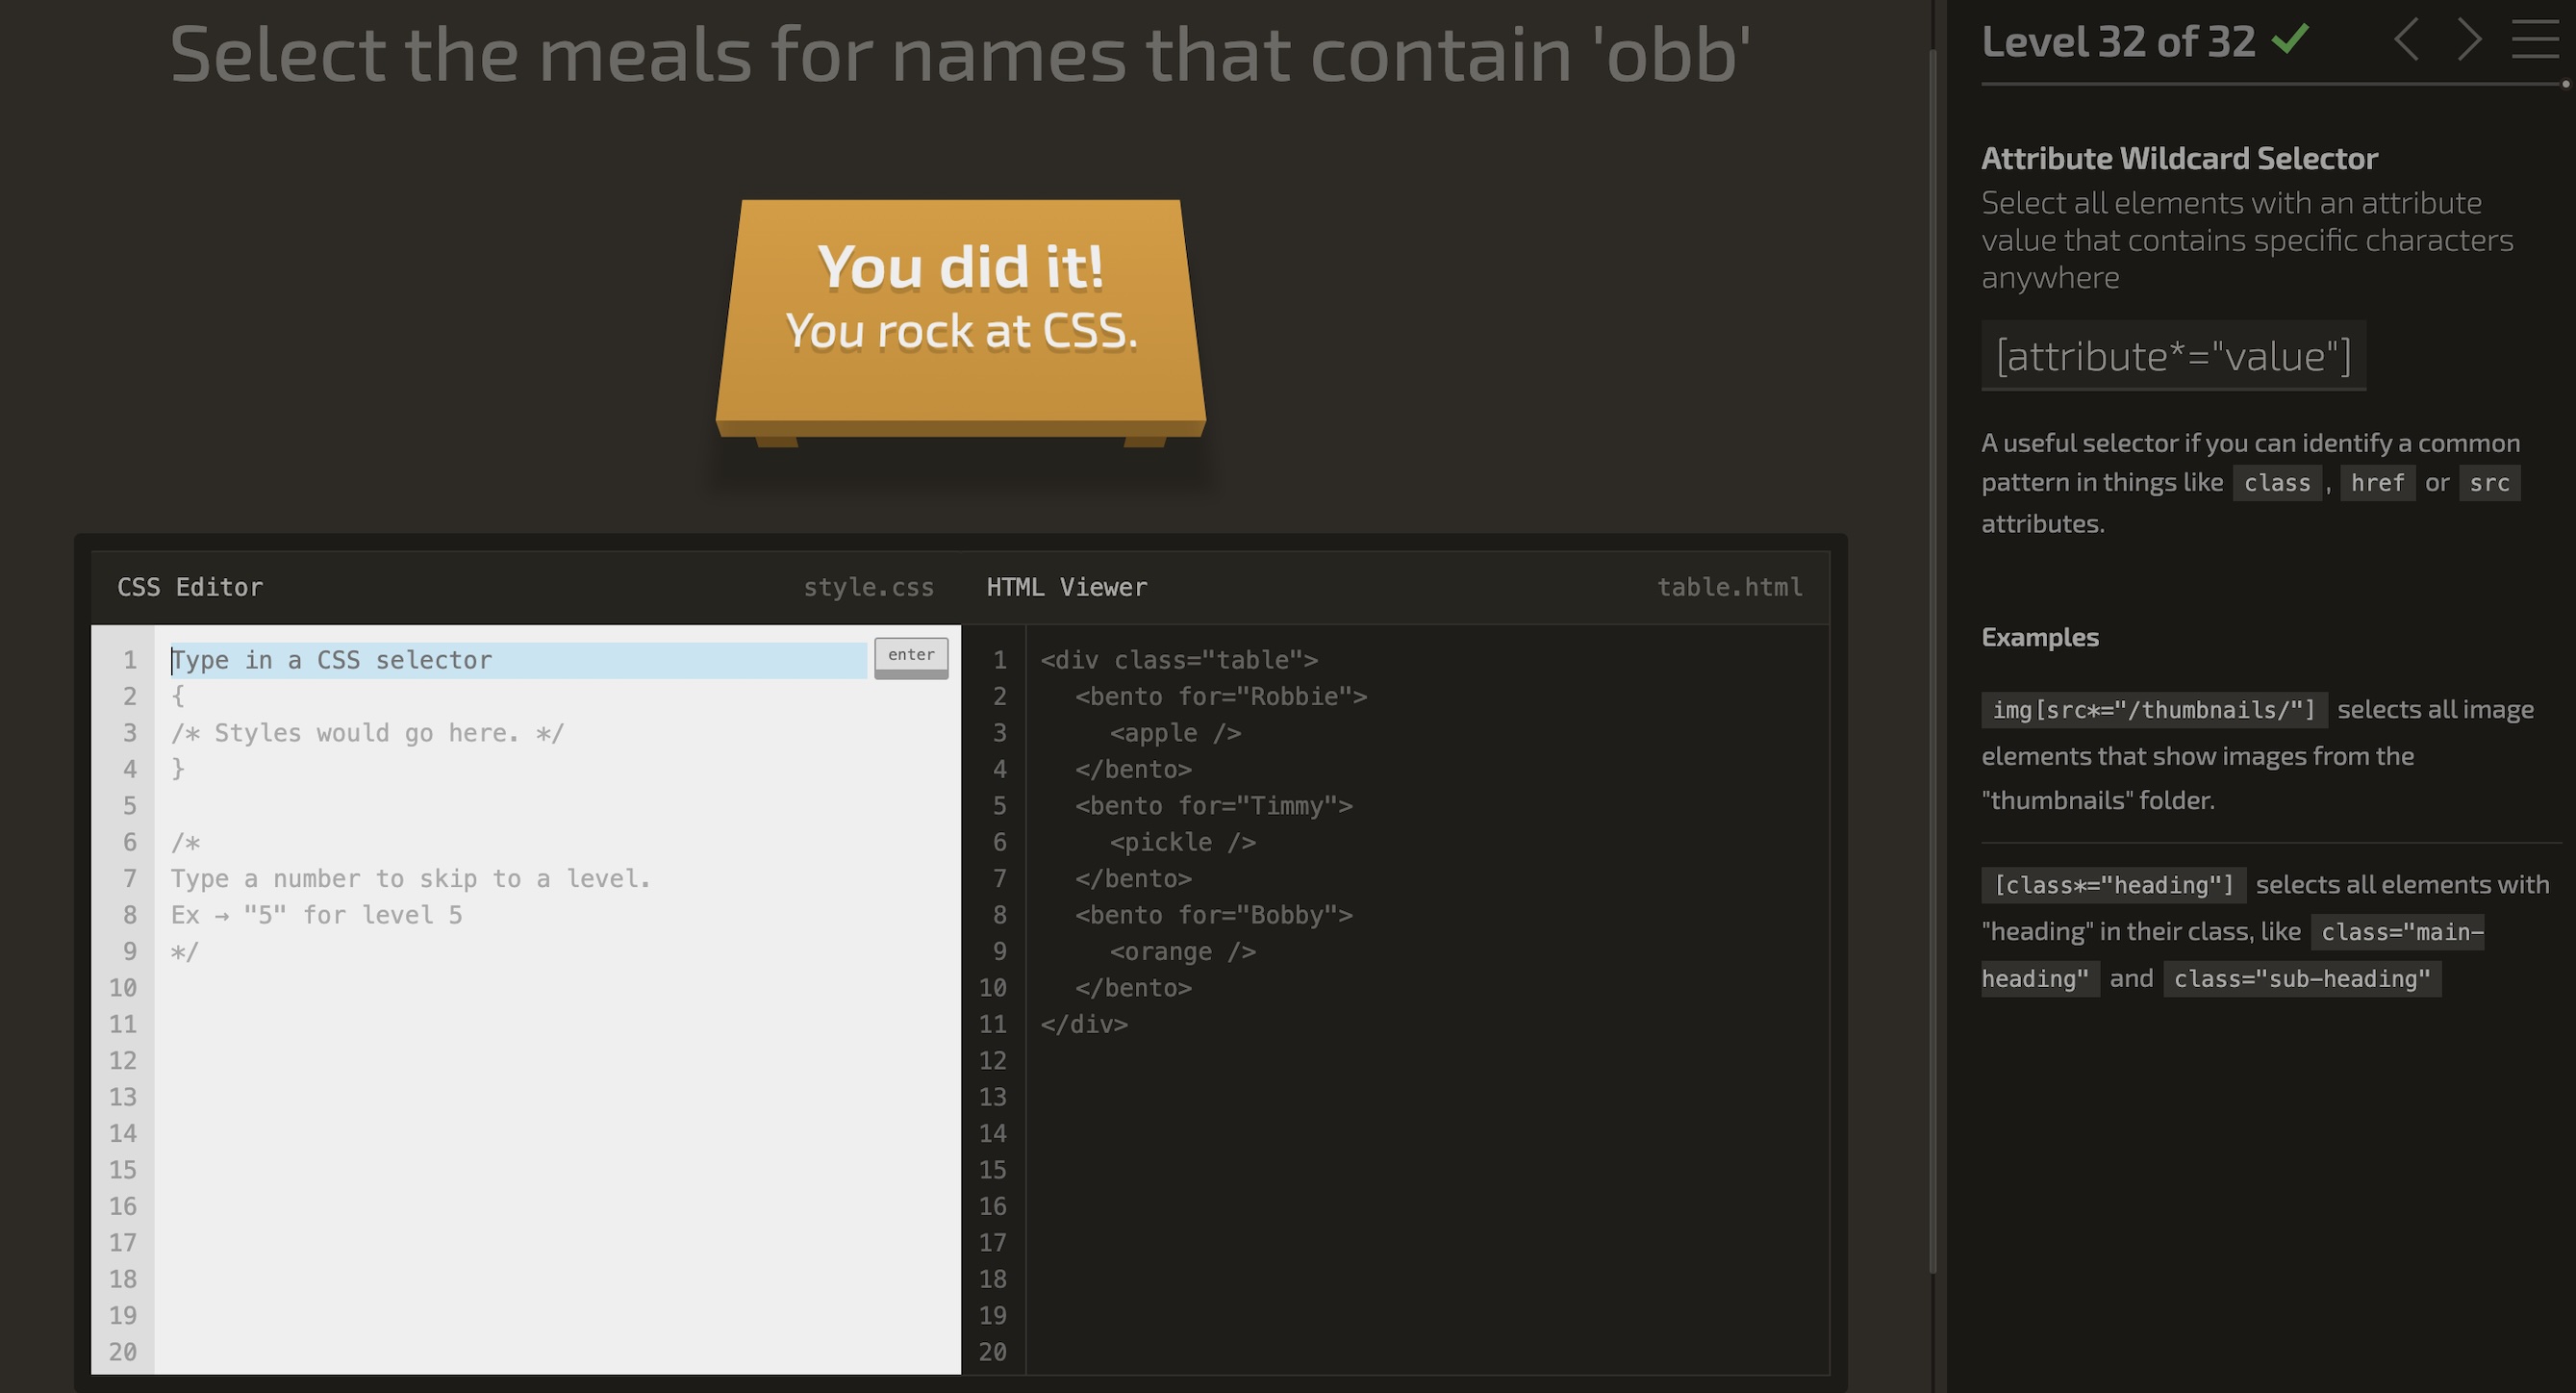 Select the meals for names that contain 'obb'
You did it!
You rock at CSS.
CSS Editor style.css
1 Type in a CSS selector enter
2 {
3 /* Styles would go here. */
4 }
5
6 /*
7 Type a number to skip to a level.
8 Ex → "5" for level 5
9 */
10
11
12
13
14
15
16
17
18
19
20
HTML Viewer table.html
1 <div class="table">
2 <bento for="Robbie">
3 <apple />
4 </bento>
5 <bento for="Timmy">
6 <pickle />
7 </bento>
8 <bento for="Bobby">
9 <orange />
10 </bento>
11 </div>
12
13
14
15
16
17
18
19
20
Level 32 of 32
Attribute Wildcard Selector
Select all elements with an attribute
value that contains specific characters
anywhere
[attribute*="value"]
A useful selector if you can identify a common
pattern in things like class , href or src
attributes.
Examples
img[src*="/thumbnails/"] selects all image
elements that show images from the
"thumbnails" folder.
[class*="heading"] selects all elements with
"heading" in their class, like class="main-
heading" and class="sub-heading"